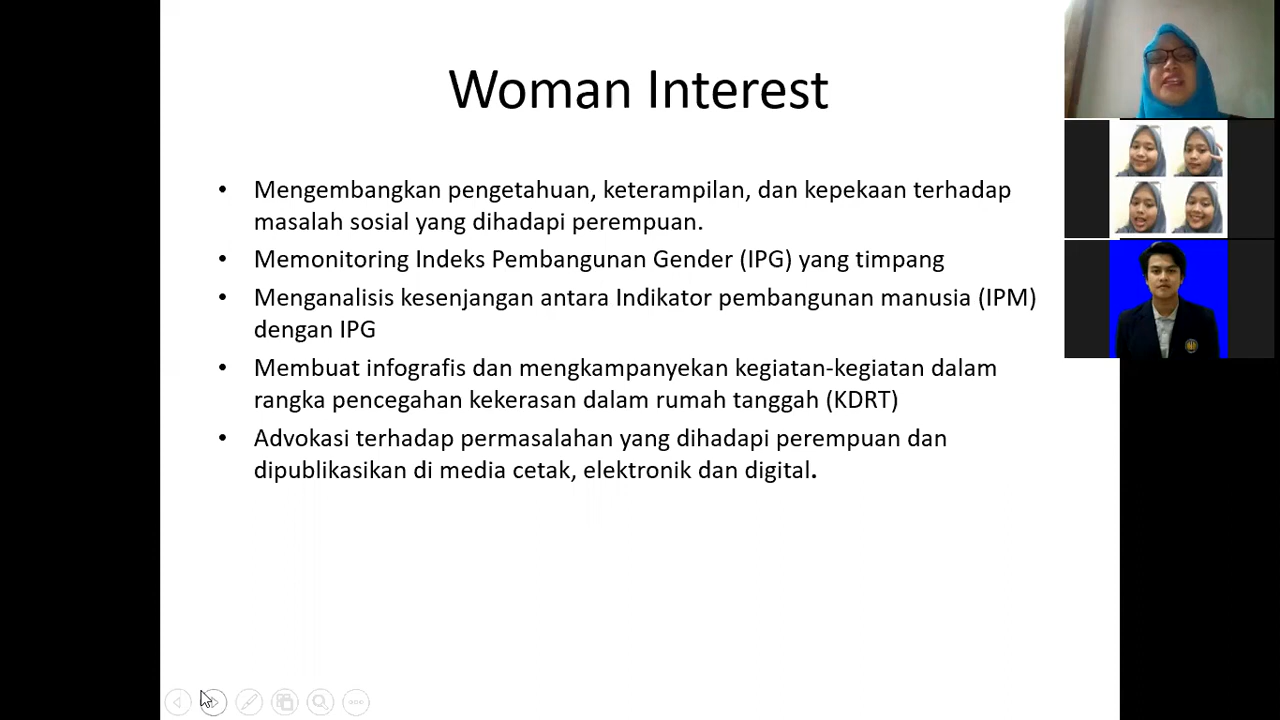 Woman Interest
• Mengembangkan pengetahuan, keterampilan, dan kepekaan terhadap
masalah sosial yang dihadapi perempuan.
• Memonitoring Indeks Pembangunan Gender (IPG) yang timpang
• Menganalisis kesenjangan antara Indikator pembangunan manusia (IPM)
dengan IPG
• Membuat infografis dan mengkampanyekan kegiatan-kegiatan dalam
rangka pencegahan kekerasan dalam rumah tanggah (KDRT)
• Advokasi terhadap permasalahan yang dihadapi perempuan dan
dipublikasikan di media cetak, elektronik dan digital.